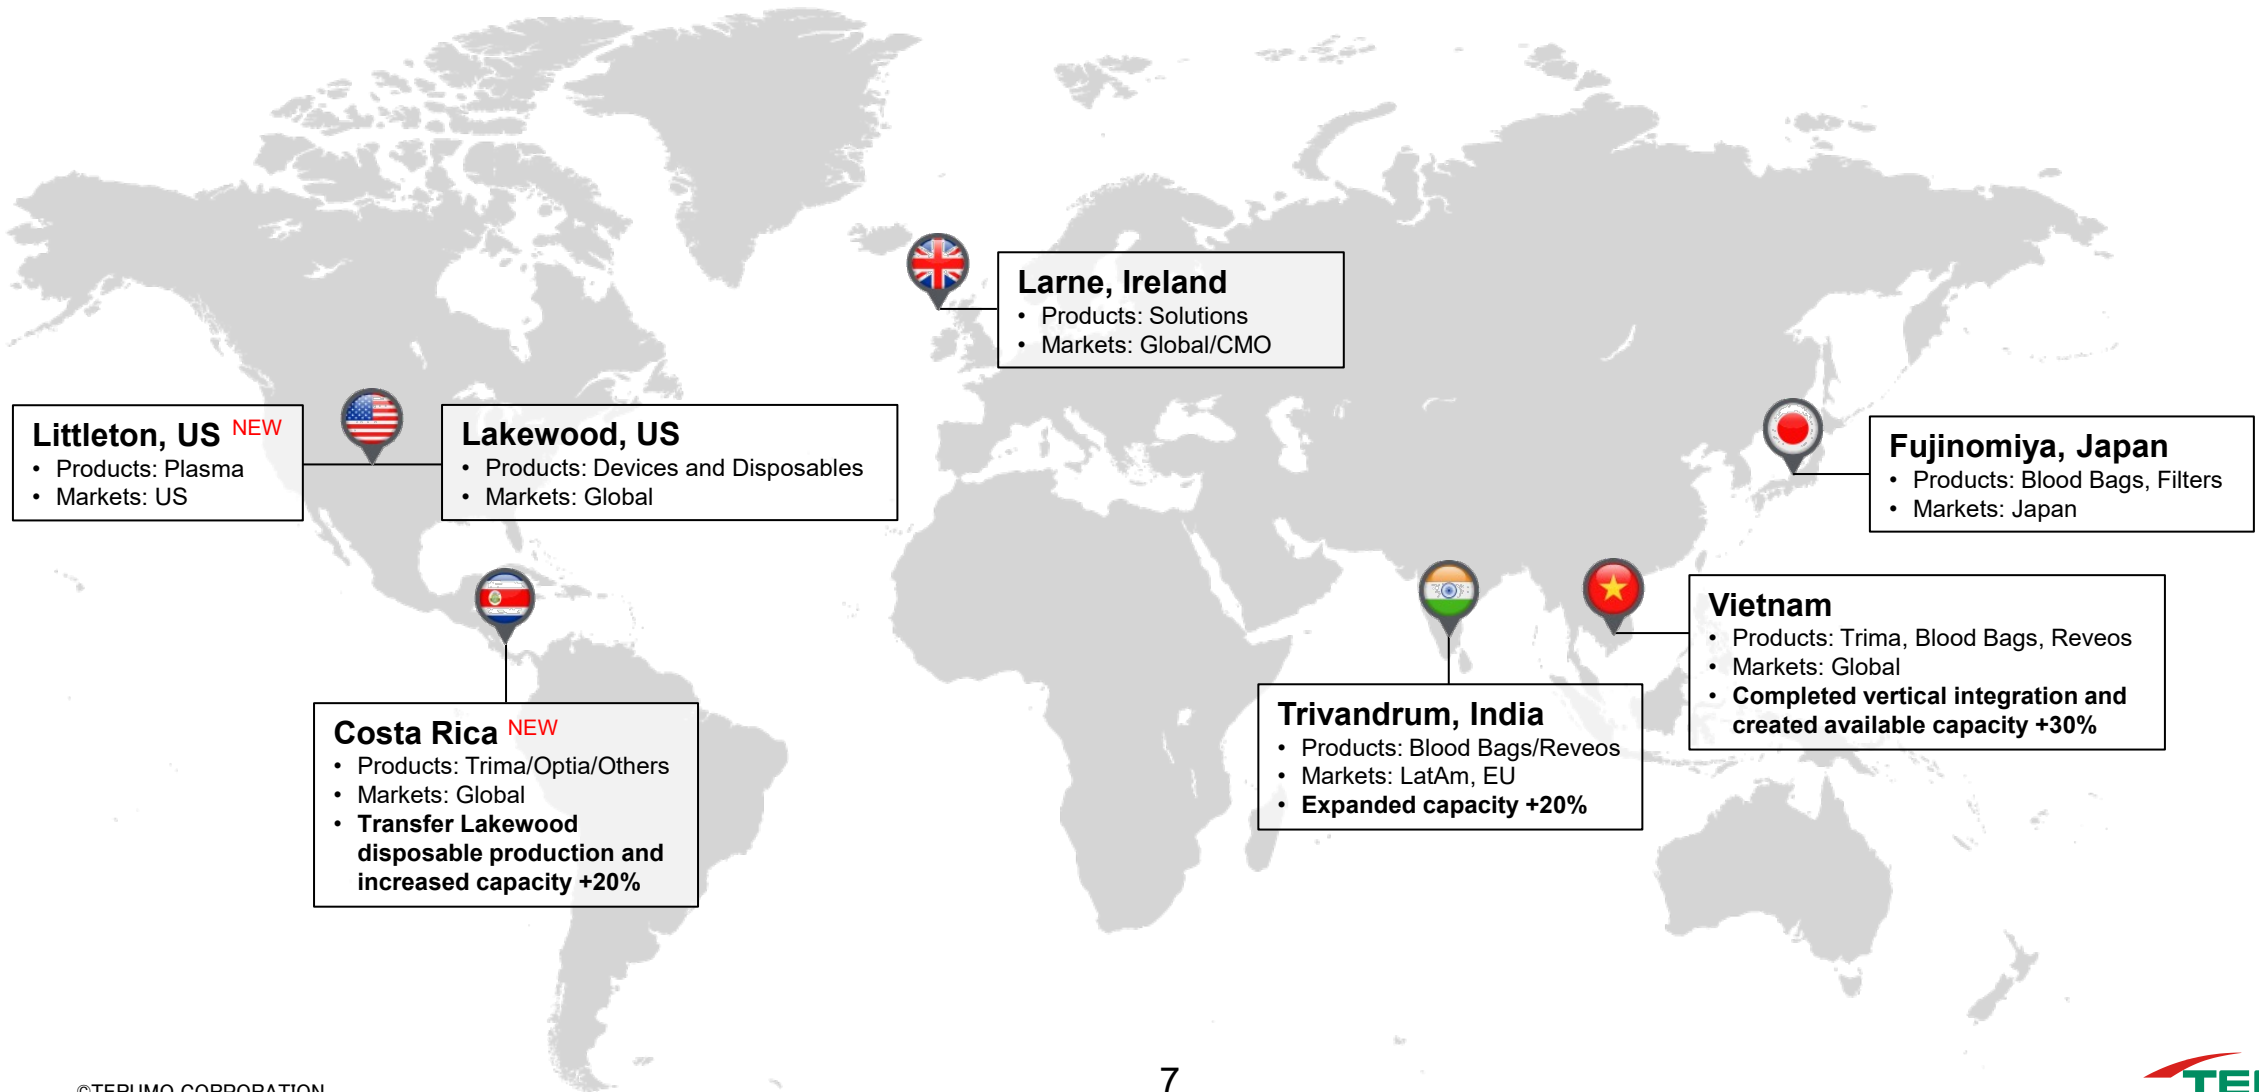 Larne, Ireland
• Products: Solutions
• Markets: Global/CMO
Littleton, US NEW
• Products: Plasma
• Markets: US
Lakewood, US
• Products: Devices and Disposables
• Markets: Global
Fujinomiya, Japan
• Products: Blood Bags, Filters
• Markets: Japan
Vietnam
• Products: Trima, Blood Bags, Reveos
• Markets: Global
• Completed vertical integration and
created available capacity +30%
Trivandrum, India
• Products: Blood Bags/Reveos
• Markets: LatAm, EU
• Expanded capacity +20%
Costa Rica NEW
• Products: Trima/Optia/Others
• Markets: Global
• Transfer Lakewood
disposable production and
increased capacity +20%
©TERUMO CORPORATION
7